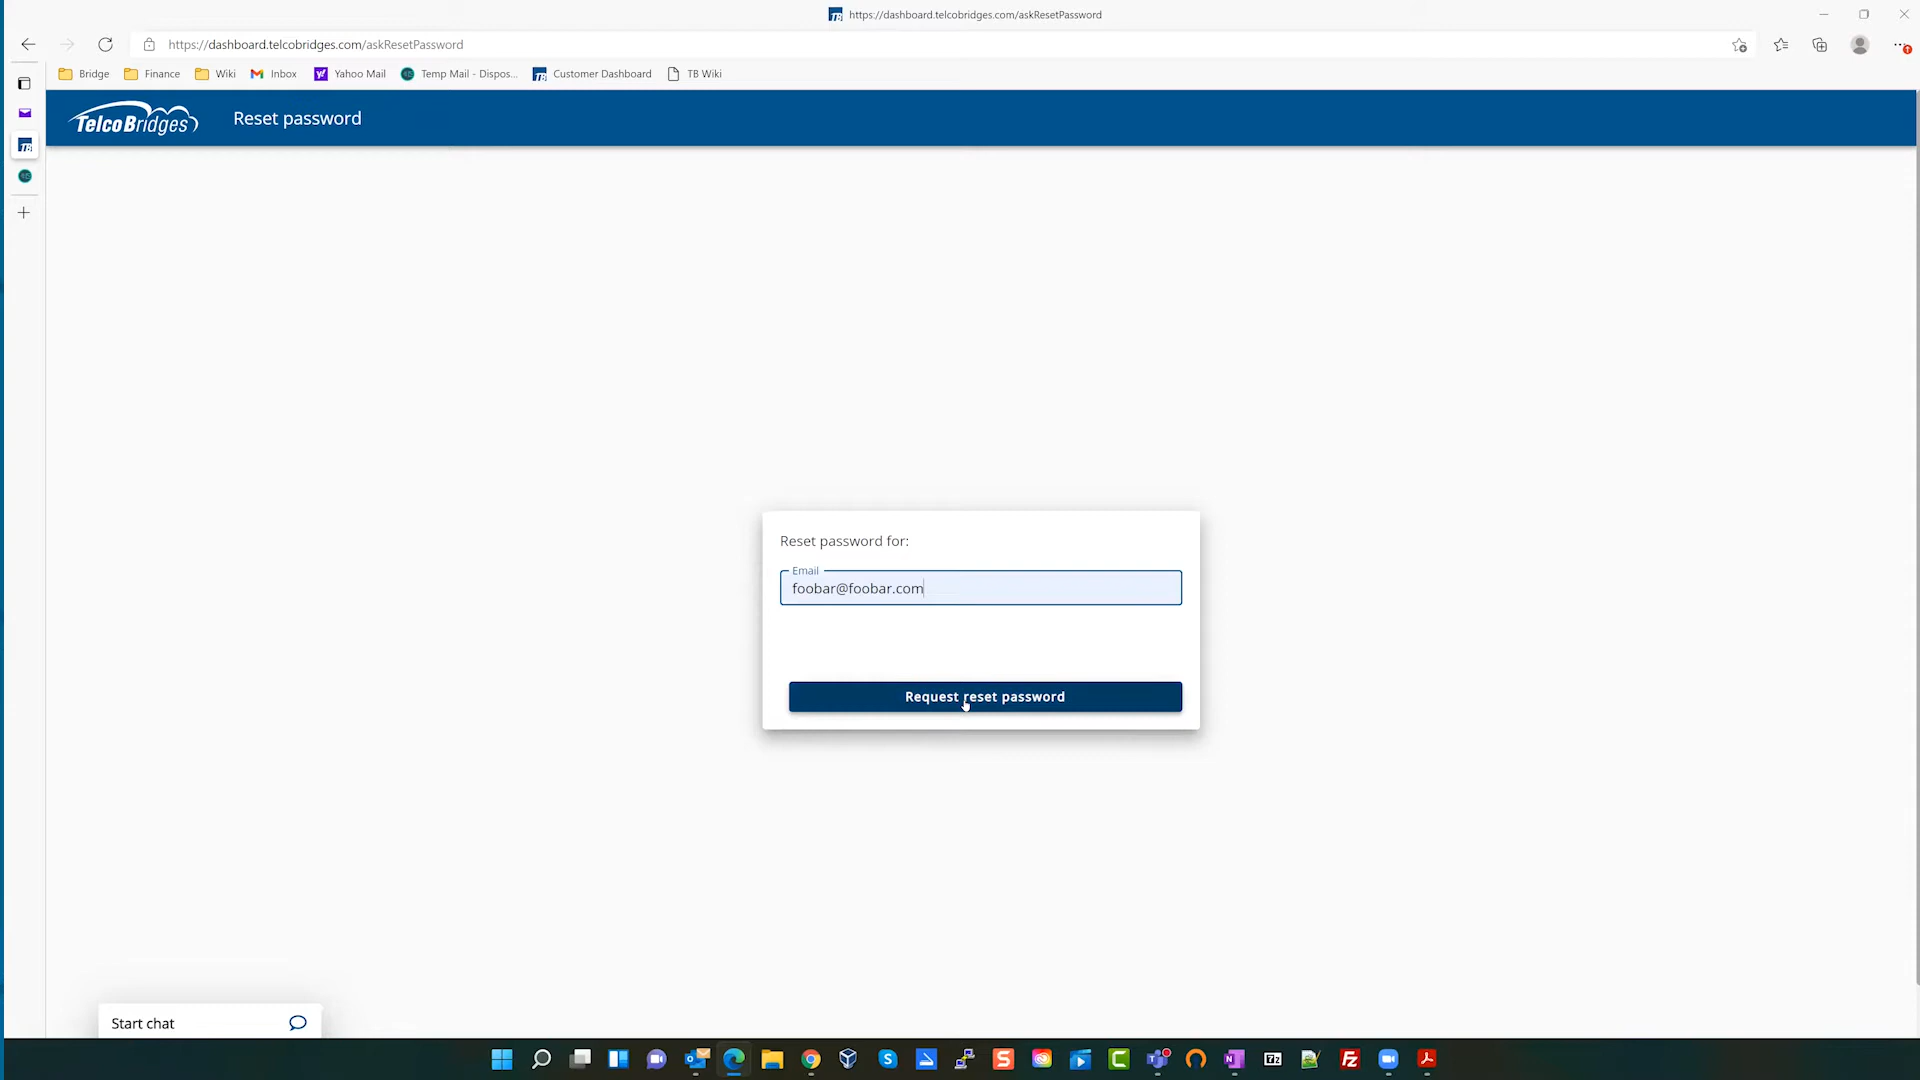 https://dashboard.telcobridges.com/askResetPassword
https://dashboard.telcobridges.com/askResetPassword
Bridge Finance Wiki Inbox Yahoo Mail Temp Mail - Dispos... Customer Dashboard TB Wiki
TelcoBridges Reset password
Reset password for:
Email
foobar@foobar.com
Request reset password
Start chat